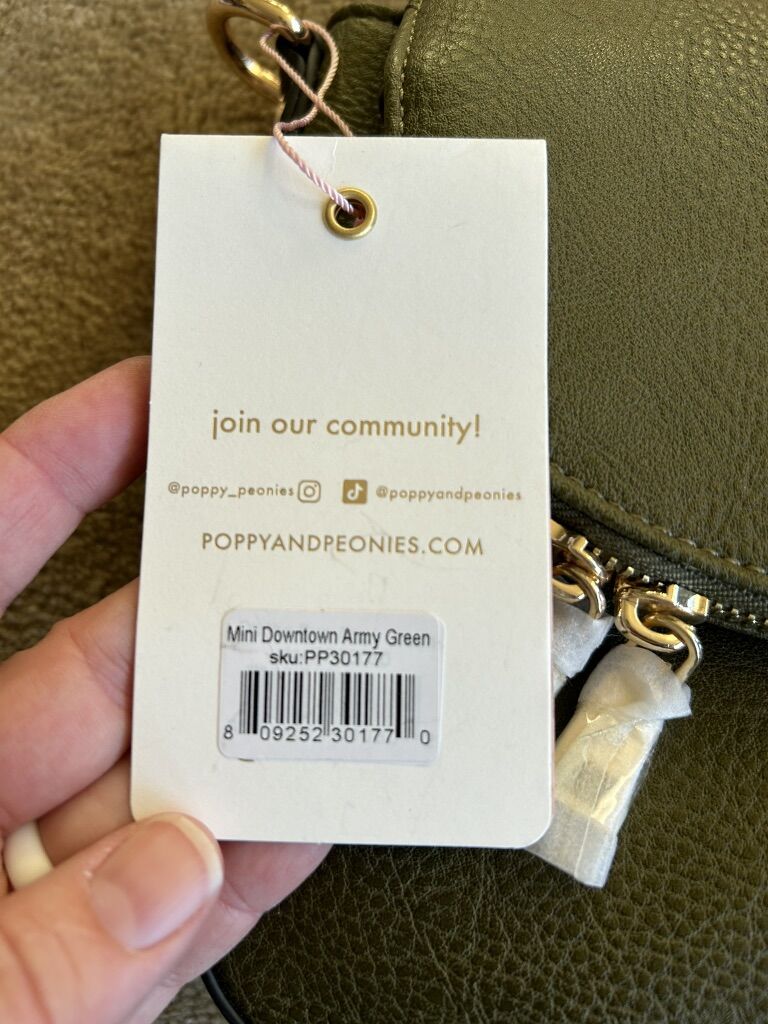 join our community!
@poppy_peonies @poppyandpeonies
POPPYANDPEONIES.COM
Mini Downtown Army Green
sku:PP30177
8 09252 30177 0